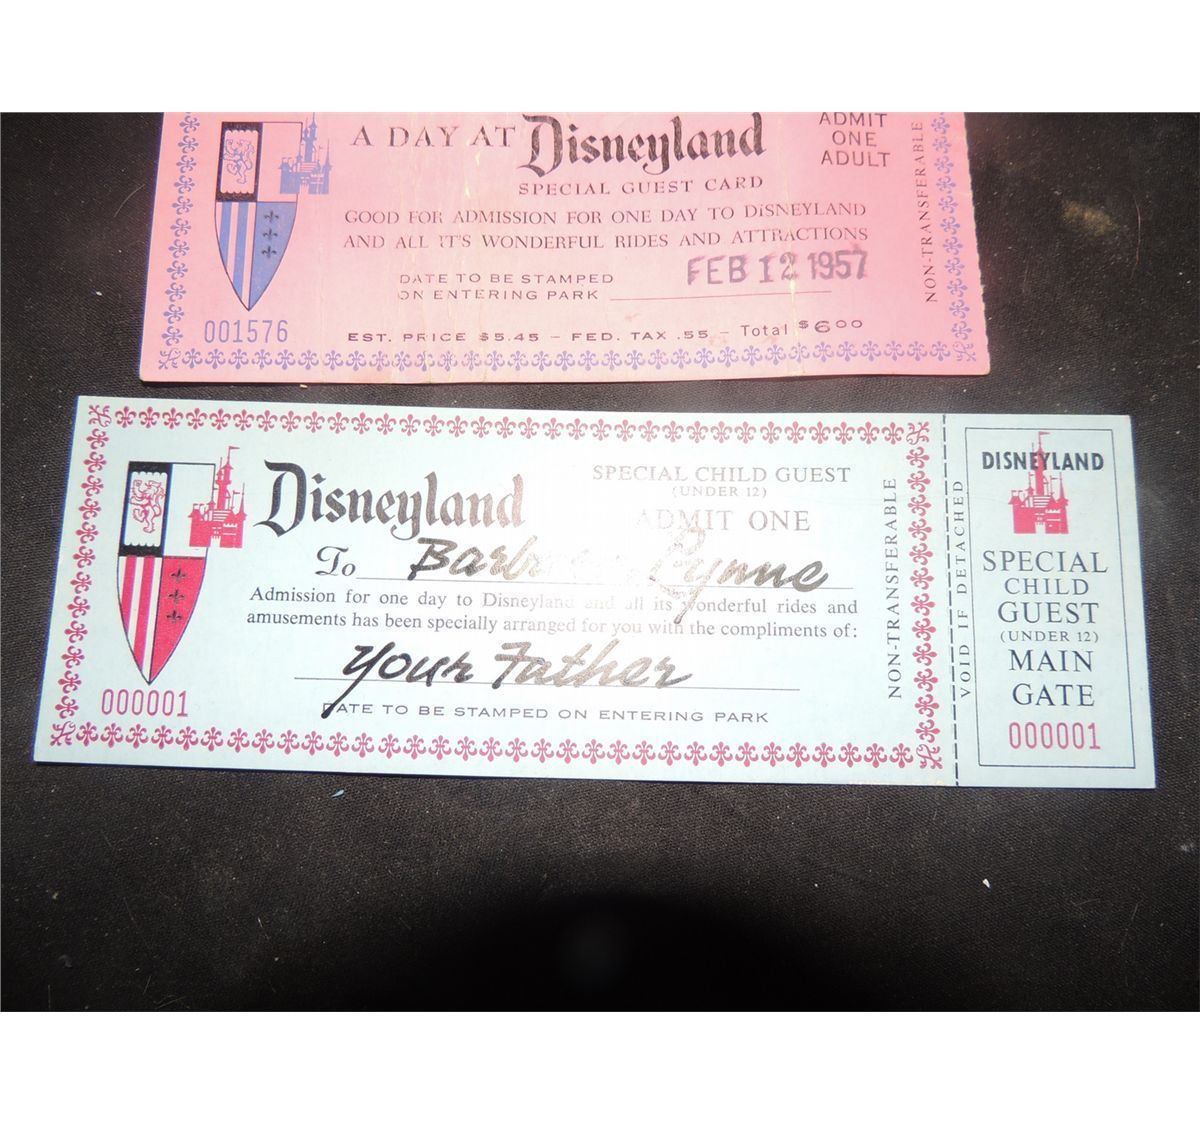 A DAY AT Disneyland
SPECIAL GUEST CARD
ADMIT
ONE
ADULT
GOOD FOR ADMISSION FOR ONE DAY TO DISNEYLAND
AND ALL IT'S WONDERFUL RIDES AND ATTRACTIONS
DATE TO BE STAMPED
ON ENTERING PARK
FEB 12 1957
001576
EST. PRICE $5.45 - FED. TAX .55 - Total $6.00
NON-TRANSFERABLE
Disneyland
SPECIAL CHILD GUEST
(UNDER 12)
ADMIT ONE
To Barbara Lynne
Admission for one day to Disneyland and all its wonderful rides and
amusements has been specially arranged for you with the compliments of:
Your Father
DATE TO BE STAMPED ON ENTERING PARK
000001
NON-TRANSFERABLE
VOID IF DETACHED
DISNEYLAND
SPECIAL
CHILD
GUEST
(UNDER 12)
MAIN
GATE
000001